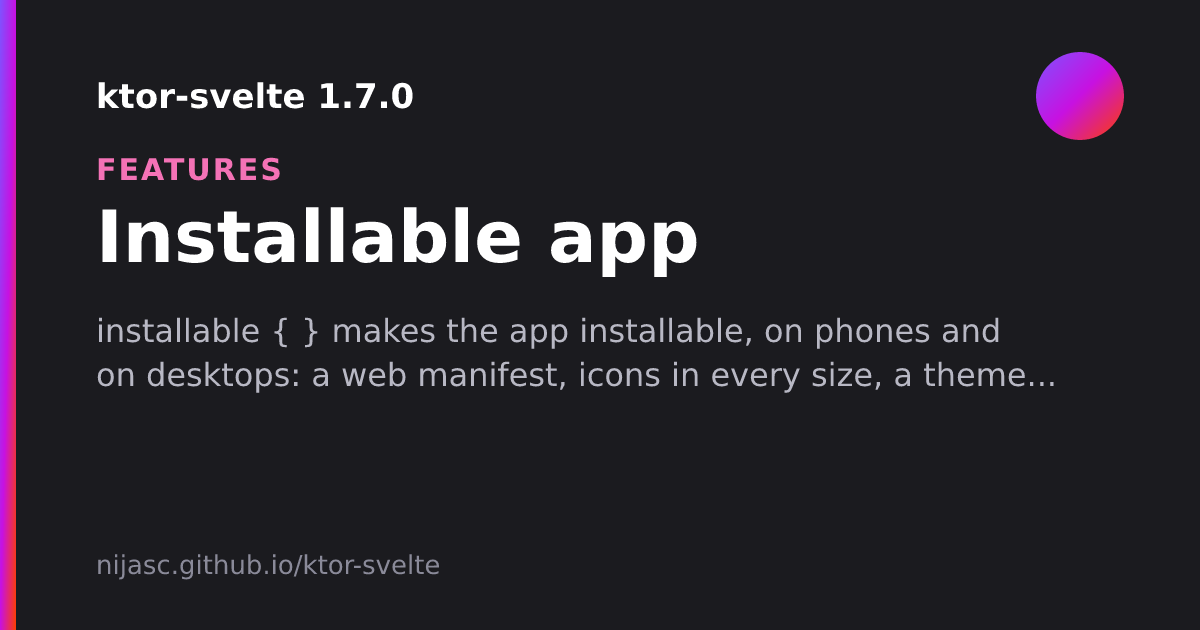 ktor-svelte 1.7.0
FEATURES
Installable app
installable { } makes the app installable, on phones and
on desktops: a web manifest, icons in every size, a theme…
nijasc.github.io/ktor-svelte